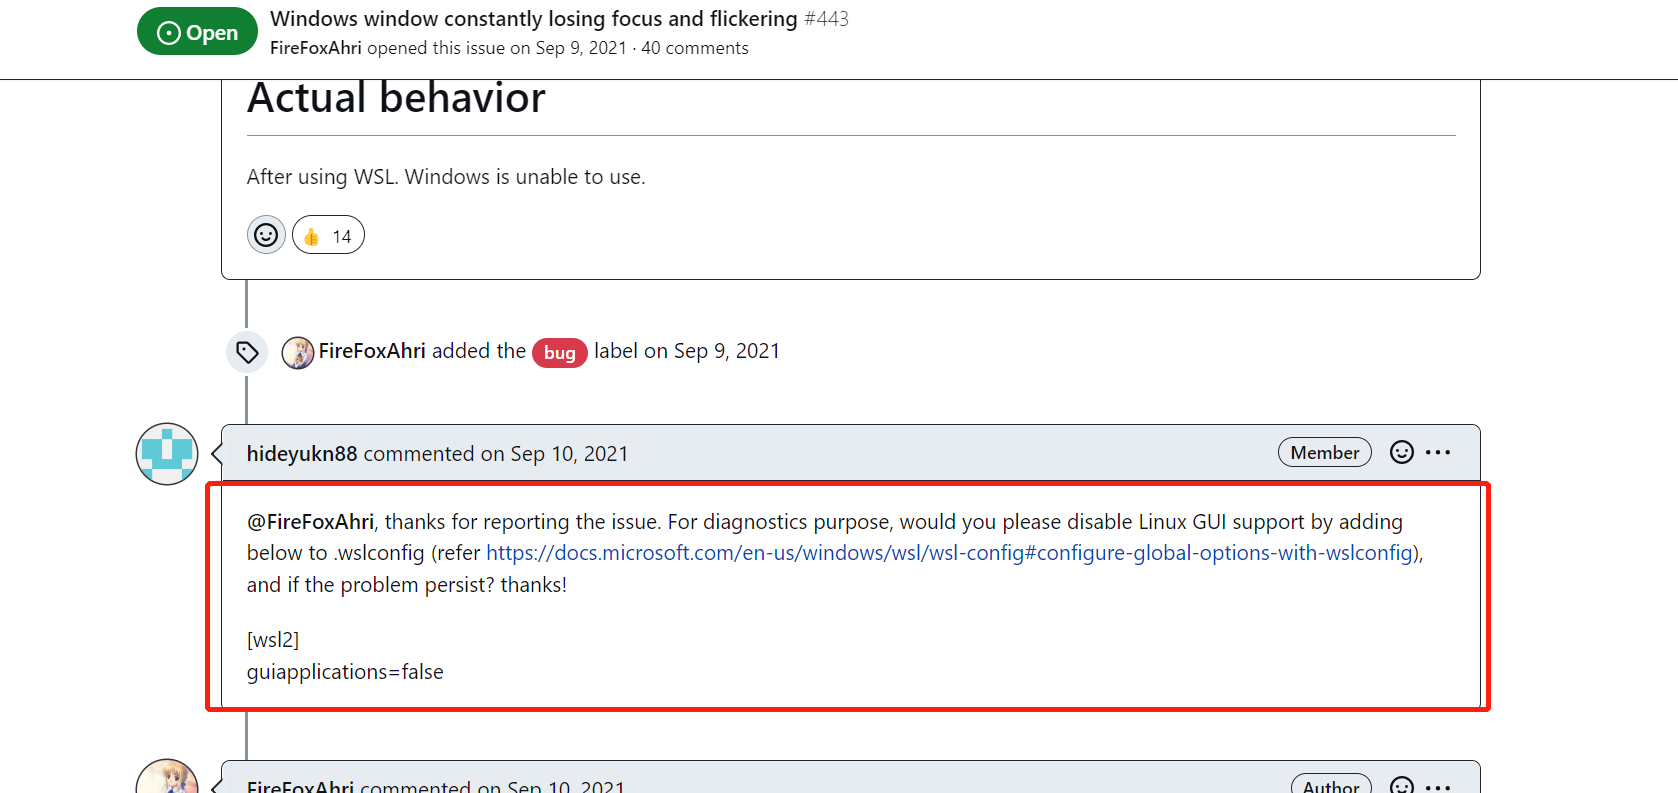 Open
Windows window constantly losing focus and flickering #443
FireFoxAhri opened this issue on Sep 9, 2021 · 40 comments
Actual behavior
After using WSL. Windows is unable to use.
14
FireFoxAhri added the bug label on Sep 9, 2021
hideyukn88 commented on Sep 10, 2021
Member
@FireFoxAhri, thanks for reporting the issue. For diagnostics purpose, would you please disable Linux GUI support by adding
below to .wslconfig (refer https://docs.microsoft.com/en-us/windows/wsl/wsl-config#configure-global-options-with-wslconfig),
and if the problem persist? thanks!
[wsl2]
guiapplications=false
FireFoxAhri commented on Sep 10, 2021
Author